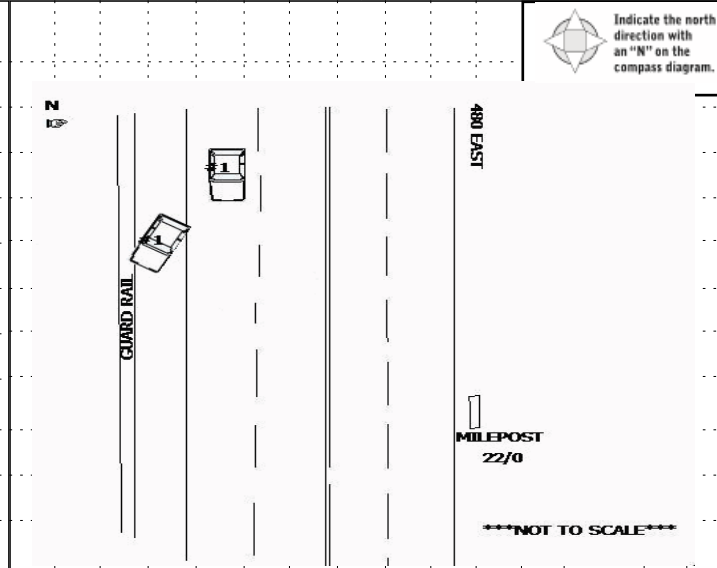 Indicate the north
direction with
an “N” on the
compass diagram.
N
480 EAST
1
1
GUARD RAIL
MILEPOST
22/0
***NOT TO SCALE***